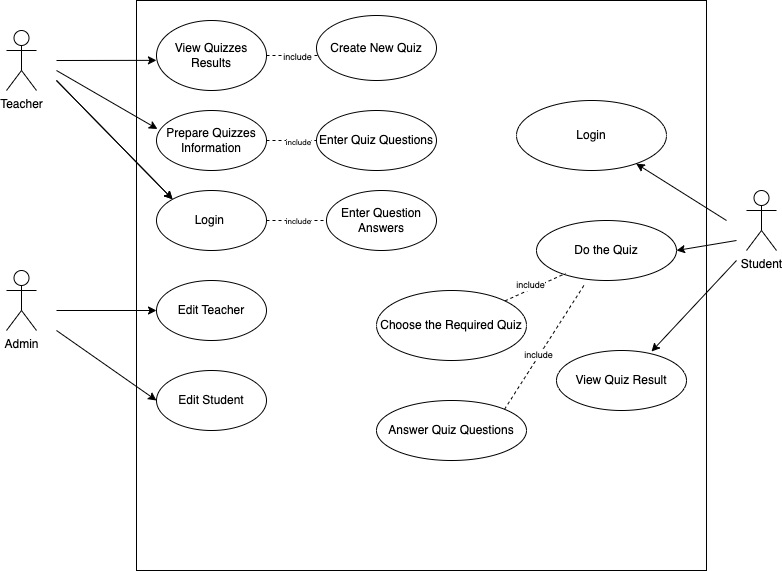 Teacher
View Quizzes
Results
include
Create New Quiz
Prepare Quizzes
Information
include
Enter Quiz Questions
Login
include
Enter Question
Answers
Login
Student
Do the Quiz
include
Choose the Required Quiz
include
View Quiz Result
Answer Quiz Questions
Admin
Edit Teacher
Edit Student